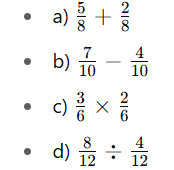 • a) 5/8 + 2/8
• b) 7/10 − 4/10
• c) 3/6 × 2/6
• d) 8/12 ÷ 4/12